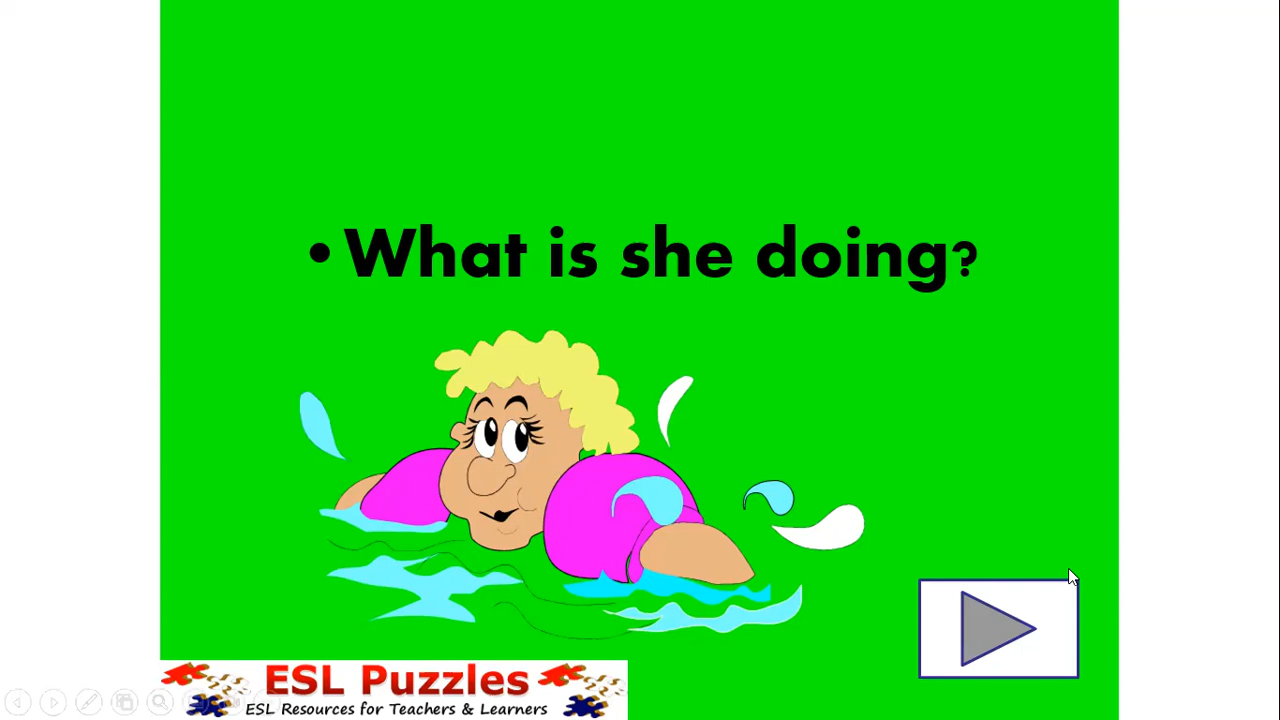 • What is she doing?
ESL Puzzles
ESL Resources for Teachers & Learners